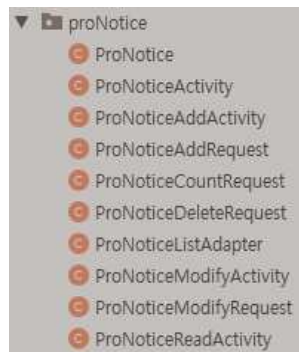 proNotice
ProNotice
ProNoticeActivity
ProNoticeAddActivity
ProNoticeAddRequest
ProNoticeCountRequest
ProNoticeDeleteRequest
ProNoticeListAdapter
ProNoticeModifyActivity
ProNoticeModifyRequest
ProNoticeReadActivity